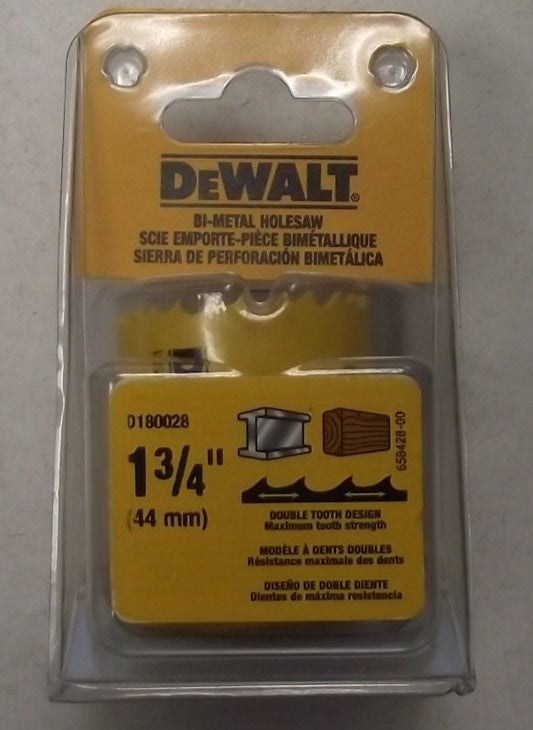 DEWALT®
BI-METAL HOLESAW
SCIE EMPORTE-PIÈCE BIMÉTALLIQUE
SIERRA DE PERFORACIÓN BIMETÁLICA
D180028
1 3/4"
(44 mm)
658428-00
DOUBLE TOOTH DESIGN
Maximum tooth strength
MODÈLE À DENTS DOUBLES
Résistance maximale des dents
DISEÑO DE DOBLE DIENTE
Dientes de máxima resistencia